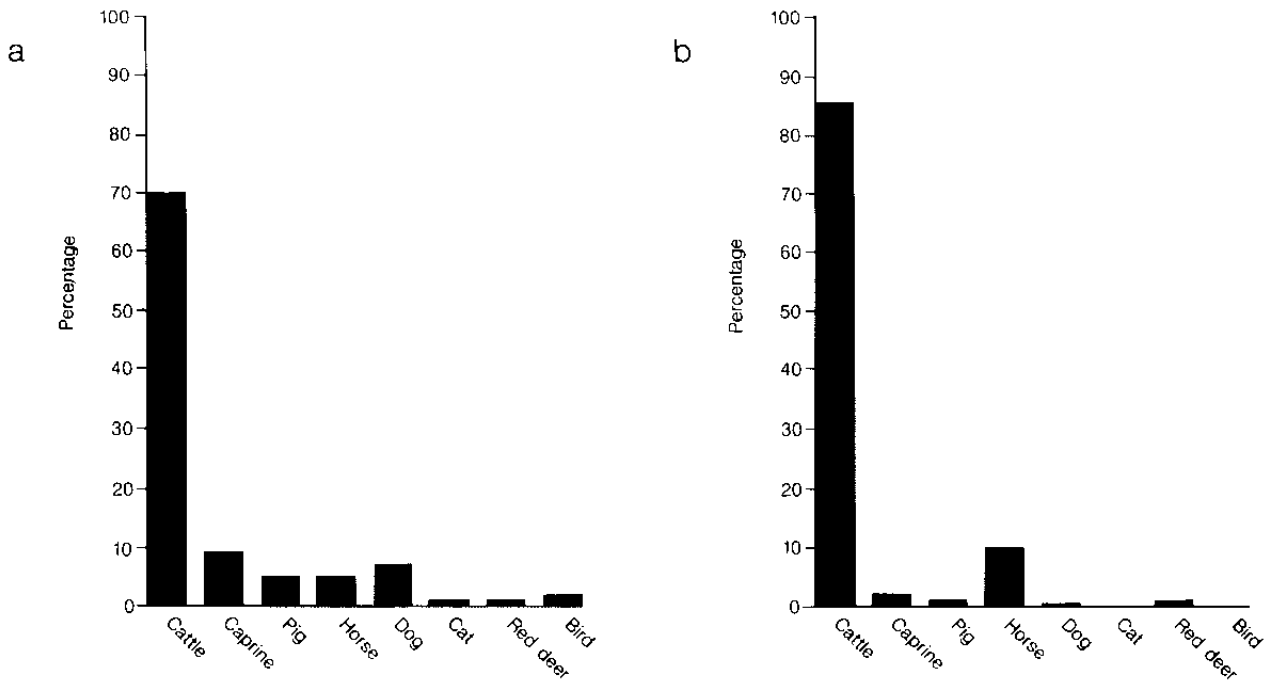 a
100
90
80
70
60
50
40
30
20
10
0
Percentage
Cattle
Caprine
Pig
Horse
Dog
Cat
Red deer
Bird
b
100
90
80
70
60
50
40
30
20
10
0
Percentage
Cattle
Caprine
Pig
Horse
Dog
Cat
Red deer
Bird